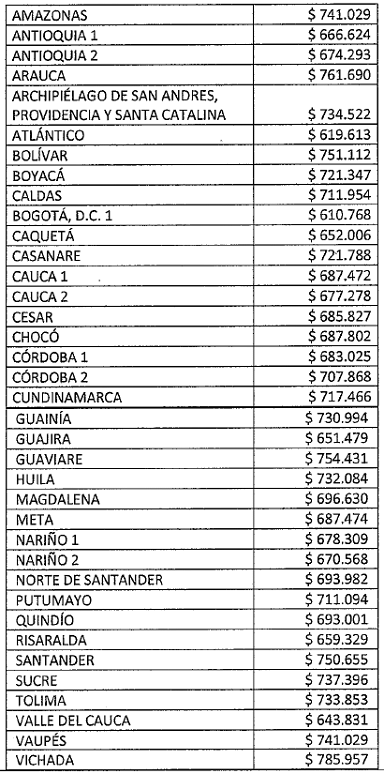 AMAZONAS $ 741.029
ANTIOQUIA 1 $ 666.624
ANTIOQUIA 2 $ 674.293
ARAUCA $ 761.690
ARCHIPIÉLAGO DE SAN ANDRES,
PROVIDENCIA Y SANTA CATALINA $ 734.522
ATLÁNTICO $ 619.613
BOLÍVAR $ 751.112
BOYACÁ $ 721.347
CALDAS $ 711.954
BOGOTÁ, D.C. 1 $ 610.768
CAQUETÁ $ 652.006
CASANARE $ 721.788
CAUCA 1 $ 687.472
CAUCA 2 $ 677.278
CESAR $ 685.827
CHOCÓ $ 687.802
CÓRDOBA 1 $ 683.025
CÓRDOBA 2 $ 707.868
CUNDINAMARCA $ 717.466
GUAINÍA $ 730.994
GUAJIRA $ 651.479
GUAVIARE $ 754.431
HUILA $ 732.084
MAGDALENA $ 696.630
META $ 687.474
NARIÑO 1 $ 678.309
NARIÑO 2 $ 670.568
NORTE DE SANTANDER $ 693.982
PUTUMAYO $ 711.094
QUINDÍO $ 693.001
RISARALDA $ 659.329
SANTANDER $ 750.655
SUCRE $ 737.396
TOLIMA $ 733.853
VALLE DEL CAUCA $ 643.831
VAUPÉS $ 741.029
VICHADA $ 785.957